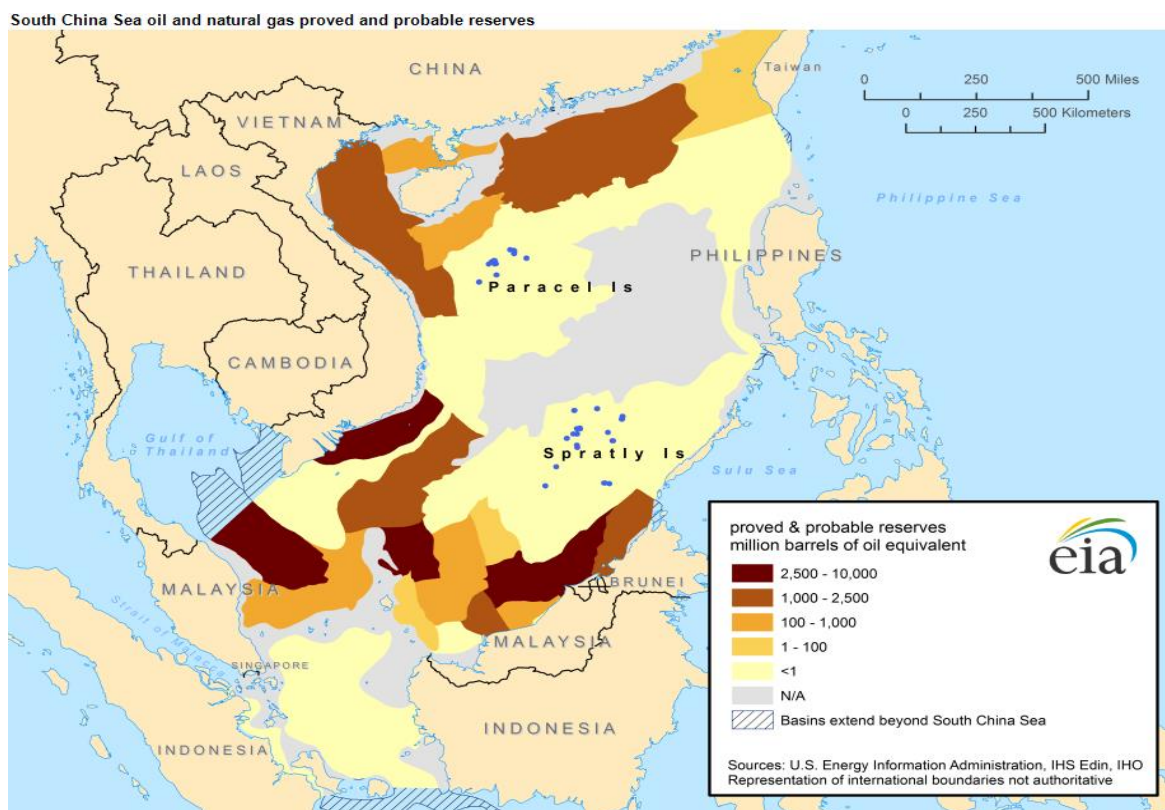 South China Sea oil and natural gas proved and probable reserves
CHINA
Taiwan
0 250 500 Miles
0 250 500 Kilometers
VIETNAM
LAOS
Philippine Sea
PHILIPPINES
THAILAND
Paracel Is
CAMBODIA
Gulf of
Thailand
Spratly Is
Sulu Sea
MALAYSIA
BRUNEI
Strait of Malacca
MALAYSIA
SINGAPORE
INDONESIA
INDONESIA
proved & probable reserves
million barrels of oil equivalent
eia
2,500 - 10,000
1,000 - 2,500
100 - 1,000
1 - 100
<1
N/A
Basins extend beyond South China Sea
Sources: U.S. Energy Information Administration, IHS Edin, IHO
Representation of international boundaries not authoritative